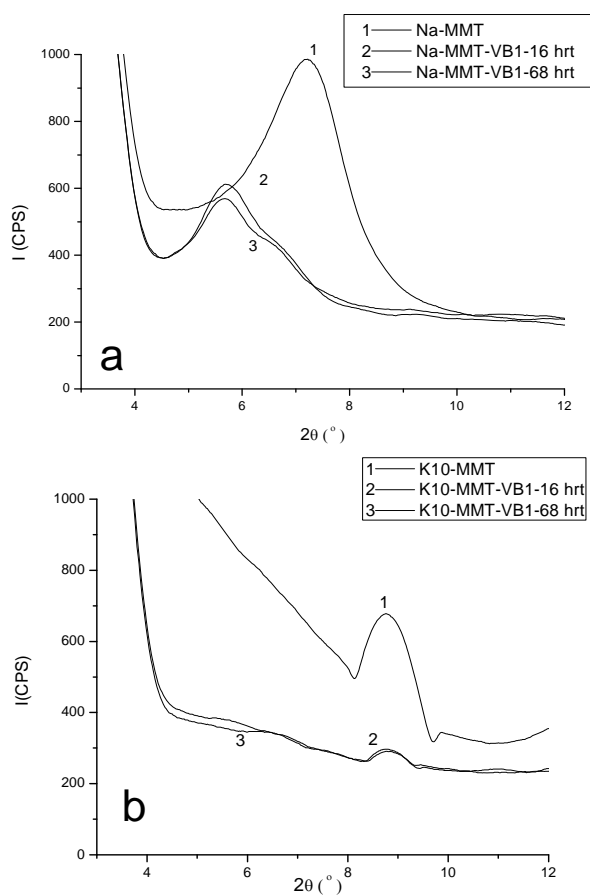 1 Na-MMT
2 Na-MMT-VB1-16 hrt
3 Na-MMT-VB1-68 hrt
1000
800
600
400
200
0
I (CPS)
1
2
3
a
4 6 8 10 12
2θ (°)
1 K10-MMT
2 K10-MMT-VB1-16 hrt
3 K10-MMT-VB1-68 hrt
1000
800
600
400
200
0
I(CPS)
1
2
3
b
4 6 8 10 12
2θ (°)